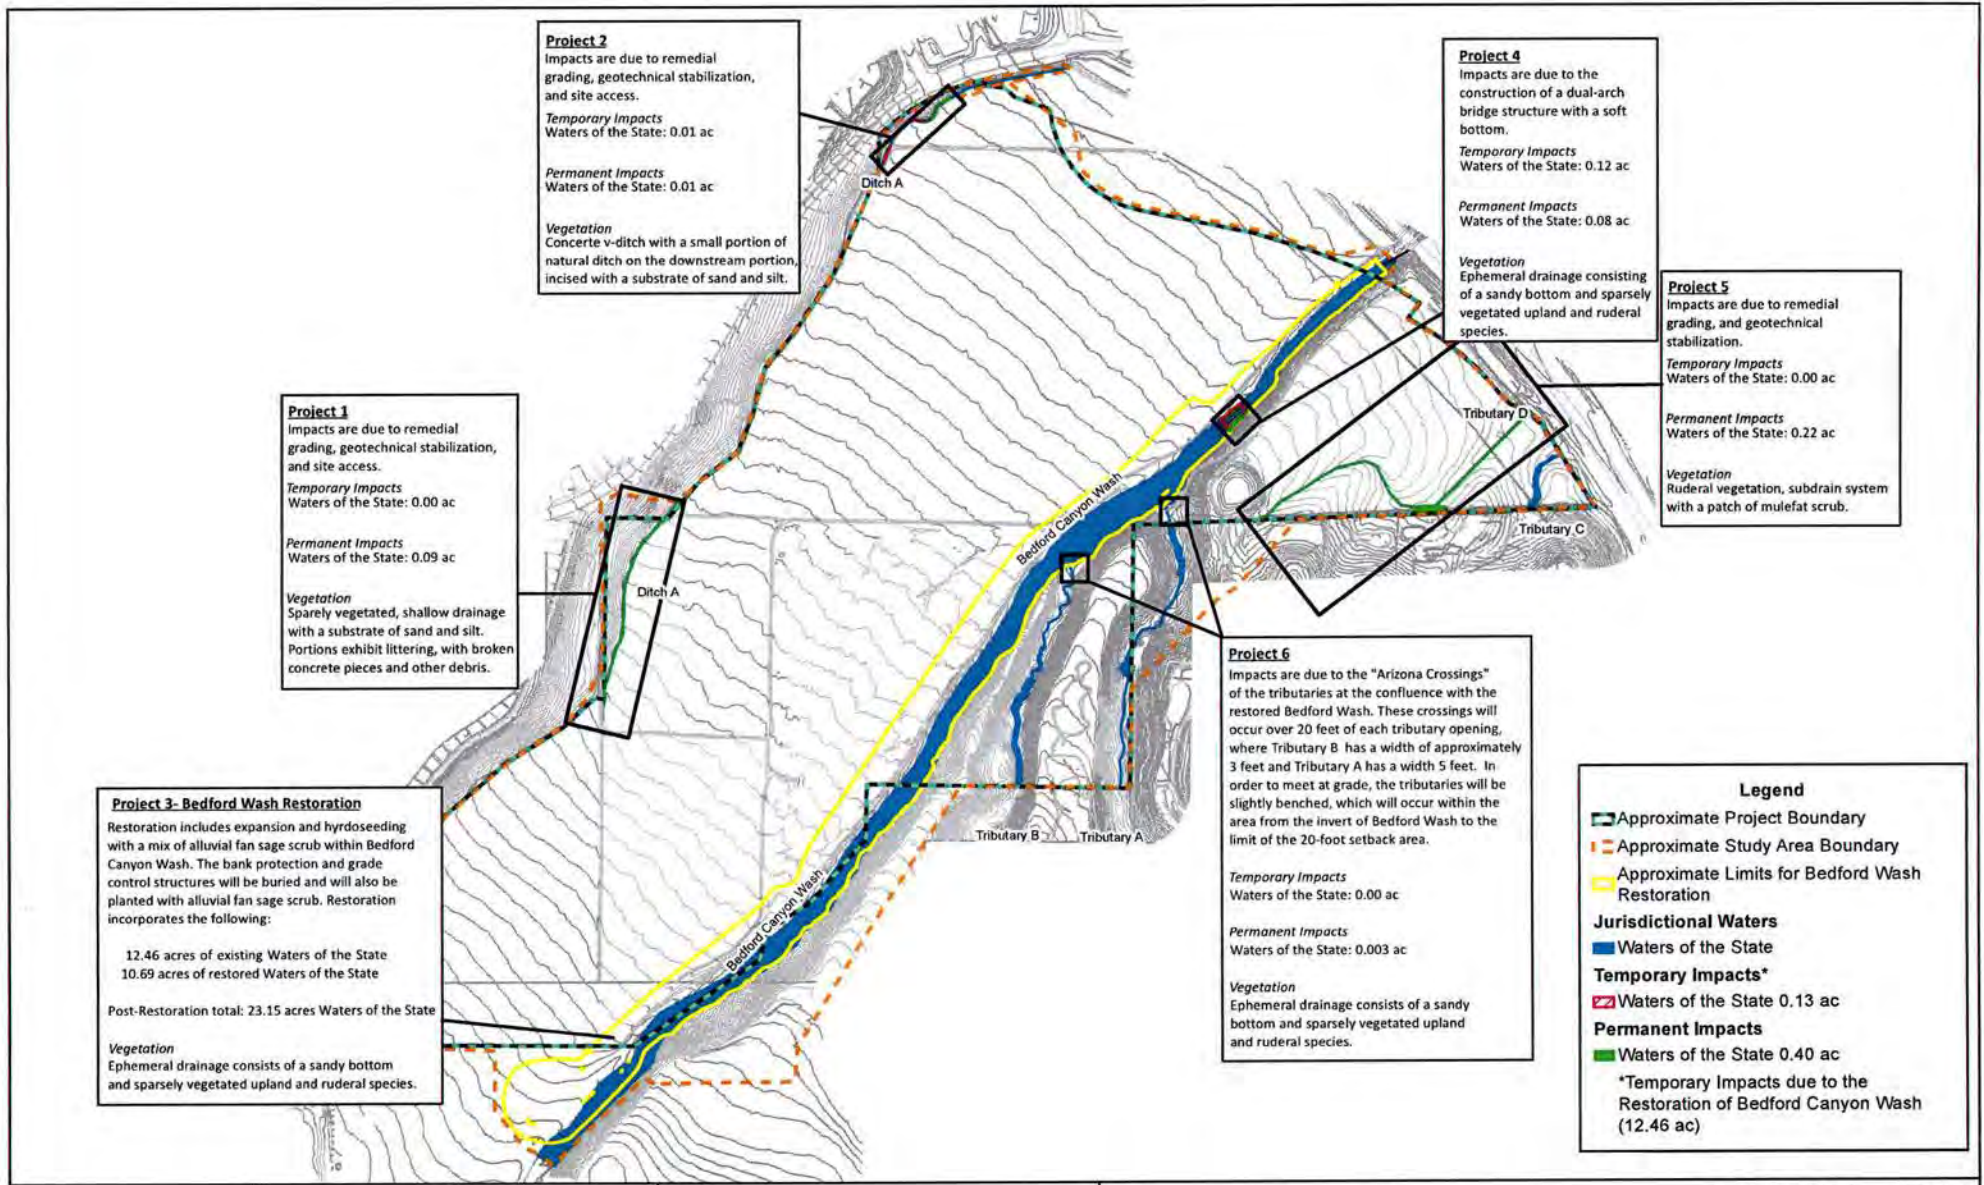 Project 2
Impacts are due to remedial
grading, geotechnical stabilization,
and site access.
Temporary Impacts
Waters of the State: 0.01 ac
Permanent Impacts
Waters of the State: 0.01 ac
Vegetation
Concerte v-ditch with a small portion of
natural ditch on the downstream portion,
incised with a substrate of sand and silt.
Project 4
Impacts are due to the
construction of a dual-arch
bridge structure with a soft
bottom.
Temporary Impacts
Waters of the State: 0.12 ac
Permanent Impacts
Waters of the State: 0.08 ac
Vegetation
Ephemeral drainage consisting
of a sandy bottom and sparsely
vegetated upland and ruderal
species.
Project 5
Impacts are due to remedial
grading, and geotechnical
stabilization.
Temporary Impacts
Waters of the State: 0.00 ac
Permanent Impacts
Waters of the State: 0.22 ac
Vegetation
Ruderal vegetation, subdrain system
with a patch of mulefat scrub.
Project 1
Impacts are due to remedial
grading, geotechnical stabilization,
and site access.
Temporary Impacts
Waters of the State: 0.00 ac
Permanent Impacts
Waters of the State: 0.09 ac
Vegetation
Sparely vegetated, shallow drainage
with a substrate of sand and silt.
Portions exhibit littering, with broken
concrete pieces and other debris.
Ditch A
Ditch A
Bedford Canyon Wash
Bedford Canyon Wash
Tributary D
Tributary C
Tributary B
Tributary A
Project 6
Impacts are due to the "Arizona Crossings"
of the tributaries at the confluence with the
restored Bedford Wash. These crossings will
occur over 20 feet of each tributary opening,
where Tributary B has a width of approximately
3 feet and Tributary A has a width 5 feet. In
order to meet at grade, the tributaries will be
slightly benched, which will occur within the
area from the invert of Bedford Wash to the
limit of the 20-foot setback area.
Temporary Impacts
Waters of the State: 0.00 ac
Permanent Impacts
Waters of the State: 0.003 ac
Vegetation
Ephemeral drainage consists of a sandy
bottom and sparsely vegetated upland
and ruderal species.
Project 3- Bedford Wash Restoration
Restoration includes expansion and hyrdoseeding
with a mix of alluvial fan sage scrub within Bedford
Canyon Wash. The bank protection and grade
control structures will be buried and will also be
planted with alluvial fan sage scrub. Restoration
incorporates the following:
12.46 acres of existing Waters of the State
10.69 acres of restored Waters of the State
Post-Restoration total: 23.15 acres Waters of the State
Vegetation
Ephemeral drainage consists of a sandy bottom
and sparsely vegetated upland and ruderal species.
Legend
Approximate Project Boundary
Approximate Study Area Boundary
Approximate Limits for Bedford Wash
Restoration
Jurisdictional Waters
Waters of the State
Temporary Impacts*
Waters of the State 0.13 ac
Permanent Impacts
Waters of the State 0.40 ac
*Temporary Impacts due to the
Restoration of Bedford Canyon Wash
(12.46 ac)